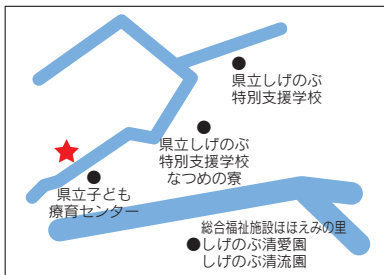 県立しげのぶ
特別支援学校
県立しげのぶ
特別支援学校
なつめの寮
県立子ども
療育センター
総合福祉施設ほほえみの里
しげのぶ清愛園
しげのぶ清流園